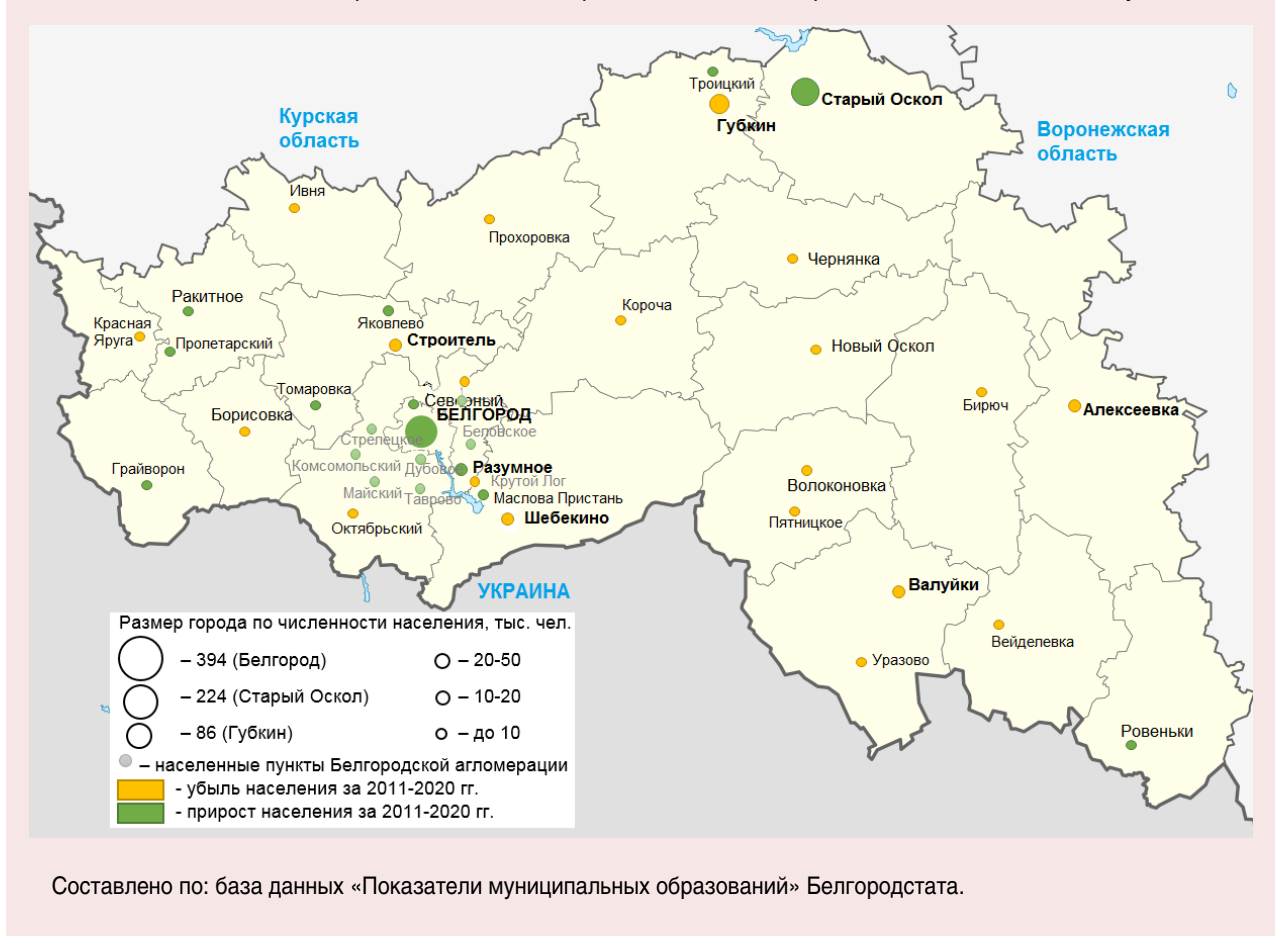 Троицкий
Губкин
Старый Оскол
Курская
область
Воронежская
область
Ивня
Прохоровка
Чернянка
Ракитное
Короча
Красная
Яруга
Пролетарский
Яковлево
Строитель
Новый Оскол
Томаровка
Северный
БЕЛГОРОД
Борисовка
Бирюч
Алексеевка
Стрелецкое
Беловское
Грайворон
Комсомольский
Дубовое
Разумное
Крутой Лог
Майский
Таврово
Маслова Пристань
Октябрьский
Шебекино
Волоконовка
Пятницкое
УКРАИНА
Валуйки
Уразово
Вейделевка
Ровеньки
Размер города по численности населения, тыс. чел.
– 394 (Белгород)
– 20-50
– 224 (Старый Оскол)
– 10-20
– 86 (Губкин)
– до 10
– населенные пункты Белгородской агломерации
- убыль населения за 2011-2020 гг.
- прирост населения за 2011-2020 гг.
Составлено по: база данных «Показатели муниципальных образований» Белгородстата.